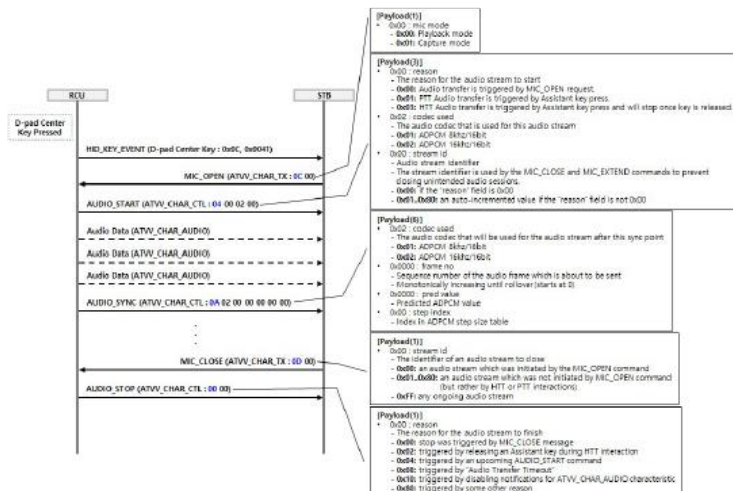 RCU
STB
D-pad Center
Key Pressed
HID_KEY_EVENT (D-pad Center Key : 0x0C, 0x0041)
MIC_OPEN (ATVV_CHAR_TX : 0C 00)
AUDIO_START (ATVV_CHAR_CTL : 04 00 02 00)
Audio Data (ATVV_CHAR_AUDIO)
Audio Data (ATVV_CHAR_AUDIO)
Audio Data (ATVV_CHAR_AUDIO)
AUDIO_SYNC (ATVV_CHAR_CTL : 0A 02 00 00 00 00 00)
MIC_CLOSE (ATVV_CHAR_TX : 0D 00)
AUDIO_STOP (ATVV_CHAR_CTL : 00 00)
[Payload(1)]
• 0x00 : mic mode
- 0x00: Playback mode
- 0x01: Capture mode
[Payload(3)]
• 0x00 : reason
- The reason for the audio stream to start
- 0x00: Audio transfer is triggered by MIC_OPEN request.
- 0x01: PTT Audio transfer is triggered by Assistant key press.
- 0x03: HTT Audio transfer is triggered by Assistant key press and will stop once key is released.
• 0x02 : codec used
- The audio codec that is used for this audio stream
- 0x01: ADPCM 8khz/16bit
- 0x02: ADPCM 16khz/16bit
• 0x00 : stream id
- Audio stream identifier
- The stream identifier is used by the MIC_CLOSE and MIC_EXTEND commands to prevent
closing unintended audio sessions.
- 0x00: if the "reason" field is 0x00
- 0x01..0x80: an auto-incremented value if the "reason" field is not 0x00
[Payload(6)]
• 0x02 : codec used
- The audio codec that will be used for the audio stream after this sync point
- 0x01: ADPCM 8khz/16bit
- 0x02: ADPCM 16khz/16bit
• 0x0000 : frame no
- Sequence number of the audio frame which is about to be sent
- Monotonically increasing until rollover (starts at 0)
• 0x0000 : pred value
- Predicted ADPCM value
• 0x00 : step index
- Index in ADPCM step size table
[Payload(1)]
• 0x00 : stream id
- The identifier of an audio stream to close
- 0x00: an audio stream which was initiated by the MIC_OPEN command
- 0x01..0x80: an audio stream which was not initiated by MIC_OPEN command
(but rather by HTT or PTT interactions)
- 0xFF: any ongoing audio stream
[Payload(1)]
• 0x00 : reason
- The reason for the audio stream to finish
- 0x00: stop was triggered by MIC_CLOSE message
- 0x02: triggered by releasing an Assistant key during HTT interaction
- 0x04: triggered by an upcoming AUDIO_START command
- 0x08: triggered by "Audio Transfer Timeout"
- 0x10: triggered by disabling notifications for ATVV_CHAR_AUDIO characteristic
- 0x80: triggered by some other reason